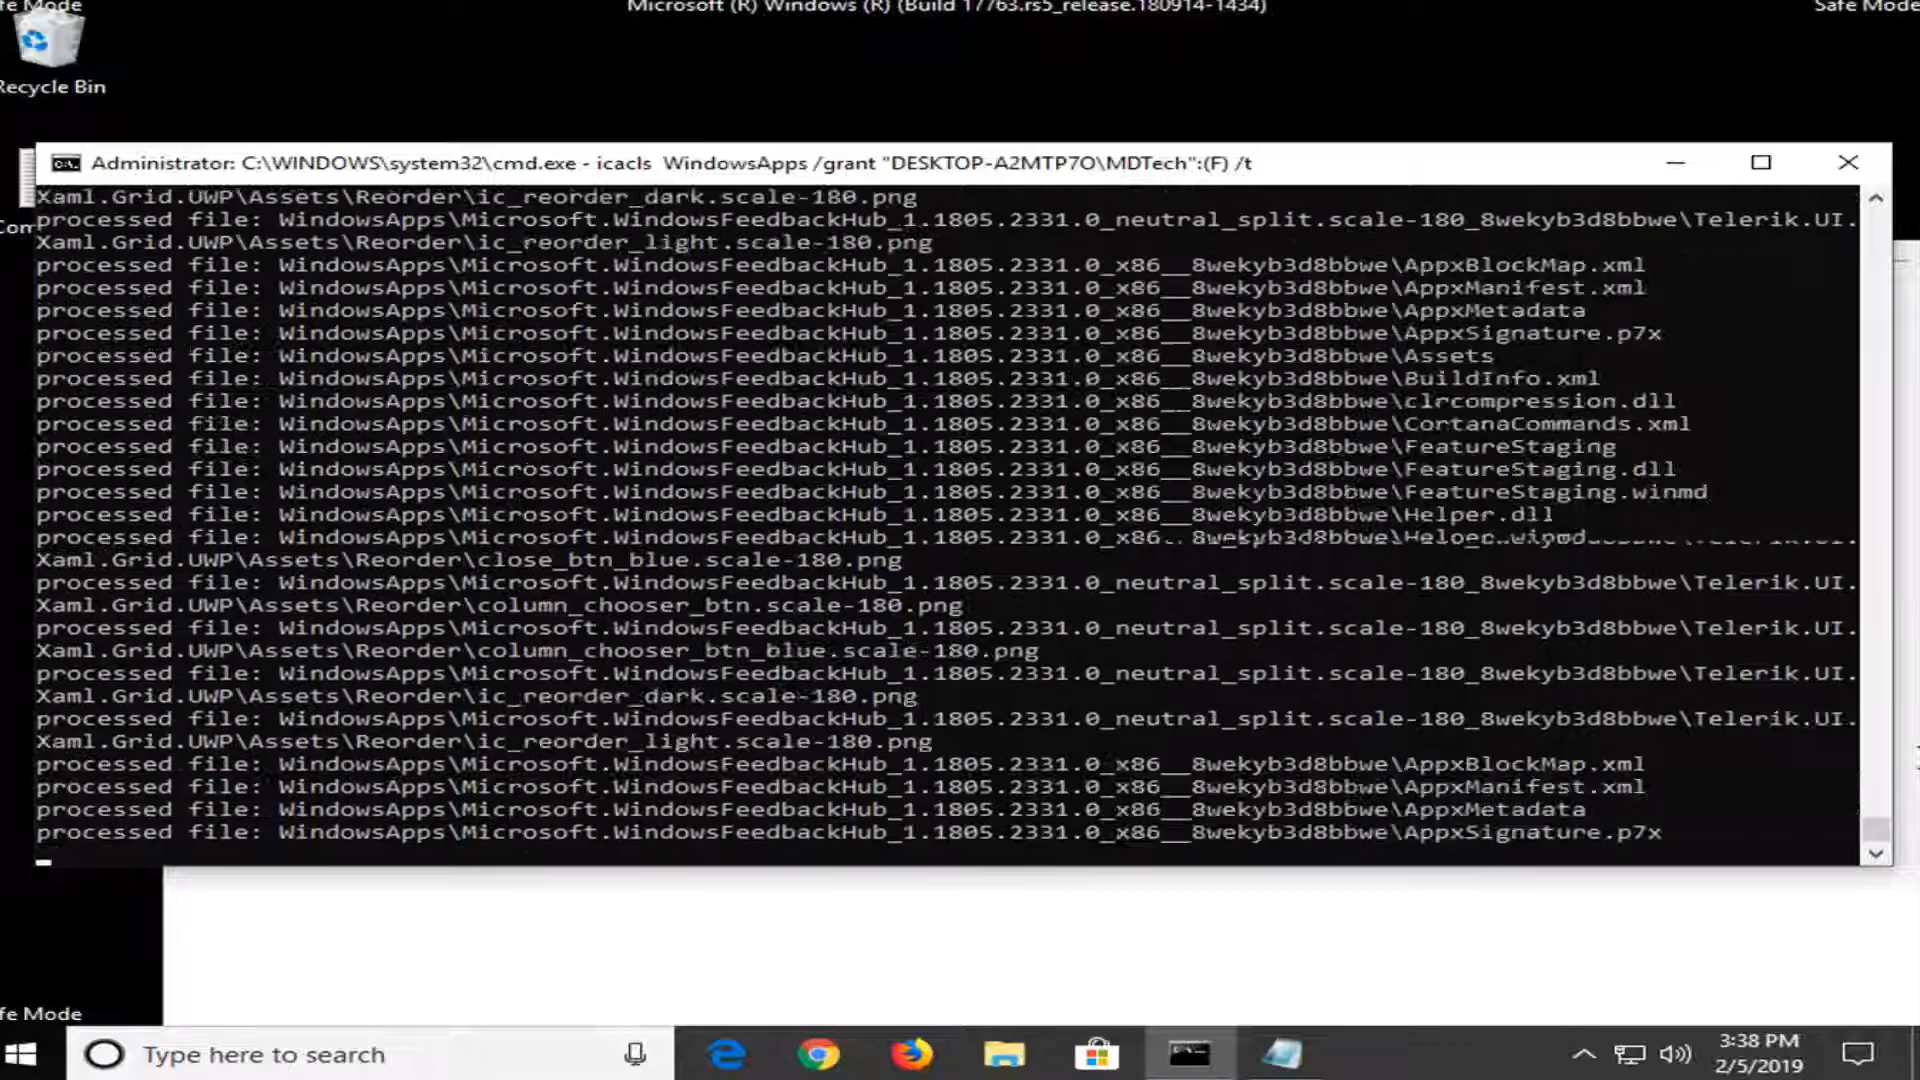 fe Mode
Microsoft (R) Windows (R) (Build 17763.rs5_release.180914-1434)
Safe Mode
Recycle Bin
Administrator: C:\WINDOWS\system32\cmd.exe - icacls  WindowsApps /grant "DESKTOP-A2MTP7O\MDTech":(F) /t
Xaml.Grid.UWP\Assets\Reorder\ic_reorder_dark.scale-180.png
processed file: WindowsApps\Microsoft.WindowsFeedbackHub_1.1805.2331.0_neutral_split.scale-180_8wekyb3d8bbwe\Telerik.UI.
Xaml.Grid.UWP\Assets\Reorder\ic_reorder_light.scale-180.png
processed file: WindowsApps\Microsoft.WindowsFeedbackHub_1.1805.2331.0_x86__8wekyb3d8bbwe\AppxBlockMap.xml
processed file: WindowsApps\Microsoft.WindowsFeedbackHub_1.1805.2331.0_x86__8wekyb3d8bbwe\AppxManifest.xml
processed file: WindowsApps\Microsoft.WindowsFeedbackHub_1.1805.2331.0_x86__8wekyb3d8bbwe\AppxMetadata
processed file: WindowsApps\Microsoft.WindowsFeedbackHub_1.1805.2331.0_x86__8wekyb3d8bbwe\AppxSignature.p7x
processed file: WindowsApps\Microsoft.WindowsFeedbackHub_1.1805.2331.0_x86__8wekyb3d8bbwe\Assets
processed file: WindowsApps\Microsoft.WindowsFeedbackHub_1.1805.2331.0_x86__8wekyb3d8bbwe\BuildInfo.xml
processed file: WindowsApps\Microsoft.WindowsFeedbackHub_1.1805.2331.0_x86__8wekyb3d8bbwe\clrcompression.dll
processed file: WindowsApps\Microsoft.WindowsFeedbackHub_1.1805.2331.0_x86__8wekyb3d8bbwe\CortanaCommands.xml
processed file: WindowsApps\Microsoft.WindowsFeedbackHub_1.1805.2331.0_x86__8wekyb3d8bbwe\FeatureStaging
processed file: WindowsApps\Microsoft.WindowsFeedbackHub_1.1805.2331.0_x86__8wekyb3d8bbwe\FeatureStaging.dll
processed file: WindowsApps\Microsoft.WindowsFeedbackHub_1.1805.2331.0_x86__8wekyb3d8bbwe\FeatureStaging.winmd
processed file: WindowsApps\Microsoft.WindowsFeedbackHub_1.1805.2331.0_x86__8wekyb3d8bbwe\Helper.dll
processed file: WindowsApps\Microsoft.WindowsFeedbackHub_1.1805.2331.0_x86
Xaml.Grid.UWP\Assets\Reorder\close_btn_blue.scale-180.png
processed file: WindowsApps\Microsoft.WindowsFeedbackHub_1.1805.2331.0_neutral_split.scale-180_8wekyb3d8bbwe\Telerik.UI.
Xaml.Grid.UWP\Assets\Reorder\column_chooser_btn.scale-180.png
processed file: WindowsApps\Microsoft.WindowsFeedbackHub_1.1805.2331.0_neutral_split.scale-180_8wekyb3d8bbwe\Telerik.UI.
Xaml.Grid.UWP\Assets\Reorder\column_chooser_btn_blue.scale-180.png
processed file: WindowsApps\Microsoft.WindowsFeedbackHub_1.1805.2331.0_neutral_split.scale-180_8wekyb3d8bbwe\Telerik.UI.
Xaml.Grid.UWP\Assets\Reorder\ic_reorder_dark.scale-180.png
processed file: WindowsApps\Microsoft.WindowsFeedbackHub_1.1805.2331.0_neutral_split.scale-180_8wekyb3d8bbwe\Telerik.UI.
Xaml.Grid.UWP\Assets\Reorder\ic_reorder_light.scale-180.png
processed file: WindowsApps\Microsoft.WindowsFeedbackHub_1.1805.2331.0_x86__8wekyb3d8bbwe\AppxBlockMap.xml
processed file: WindowsApps\Microsoft.WindowsFeedbackHub_1.1805.2331.0_x86__8wekyb3d8bbwe\AppxManifest.xml
processed file: WindowsApps\Microsoft.WindowsFeedbackHub_1.1805.2331.0_x86__8wekyb3d8bbwe\AppxMetadata
processed file: WindowsApps\Microsoft.WindowsFeedbackHub_1.1805.2331.0_x86__8wekyb3d8bbwe\AppxSignature.p7x
fe Mode
Type here to search
3:38 PM
2/5/2019